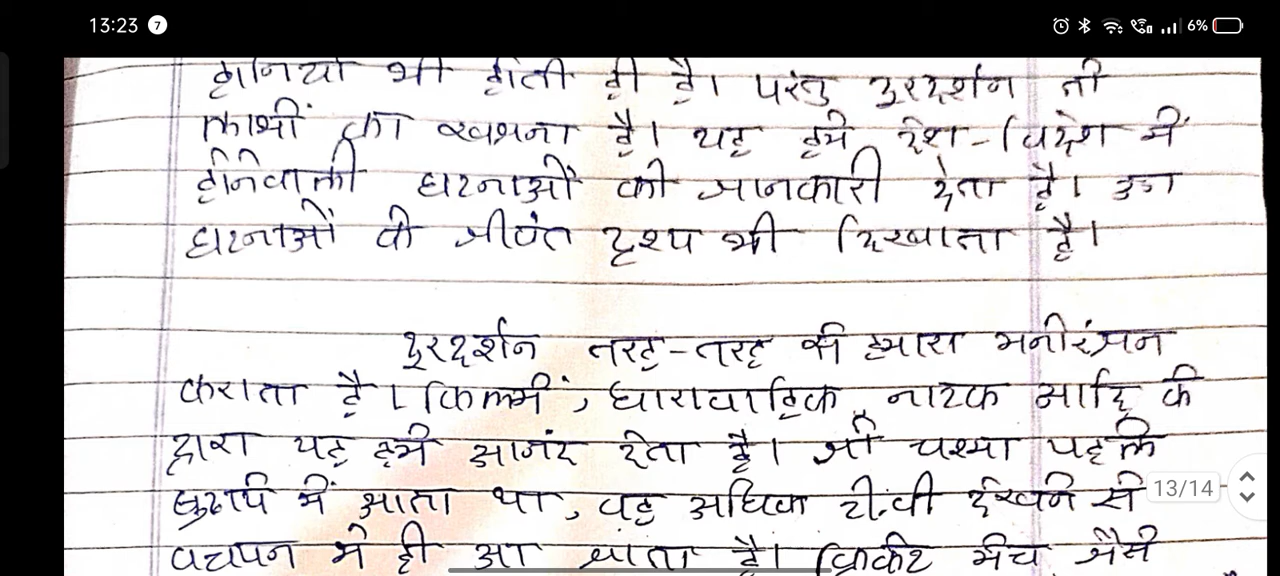 13:23 7 6%
हानियाँ भी होती ही है। परंतु दुरदर्शन तो
लाभों का खजाना है। यह हमे देश-विदेश में
होनेवाली घटनाओं की जानकारी देता है। उन
घटनाओं की जीवंत दृश्य भी दिखाता है।
दुरदर्शन तरह-तरह से हमारा मनोरंजन
कराता है। फिल्में, धारावाहिक, नाटक आदि के
द्वारा यह हमे आनंद देता है। जो चश्मा पहले
बुढापे में आता था, वह अधिक टी.वी देखने से
13/14
बचपन मे ही आ जाता है। क्रिकेट मॅच जैसे